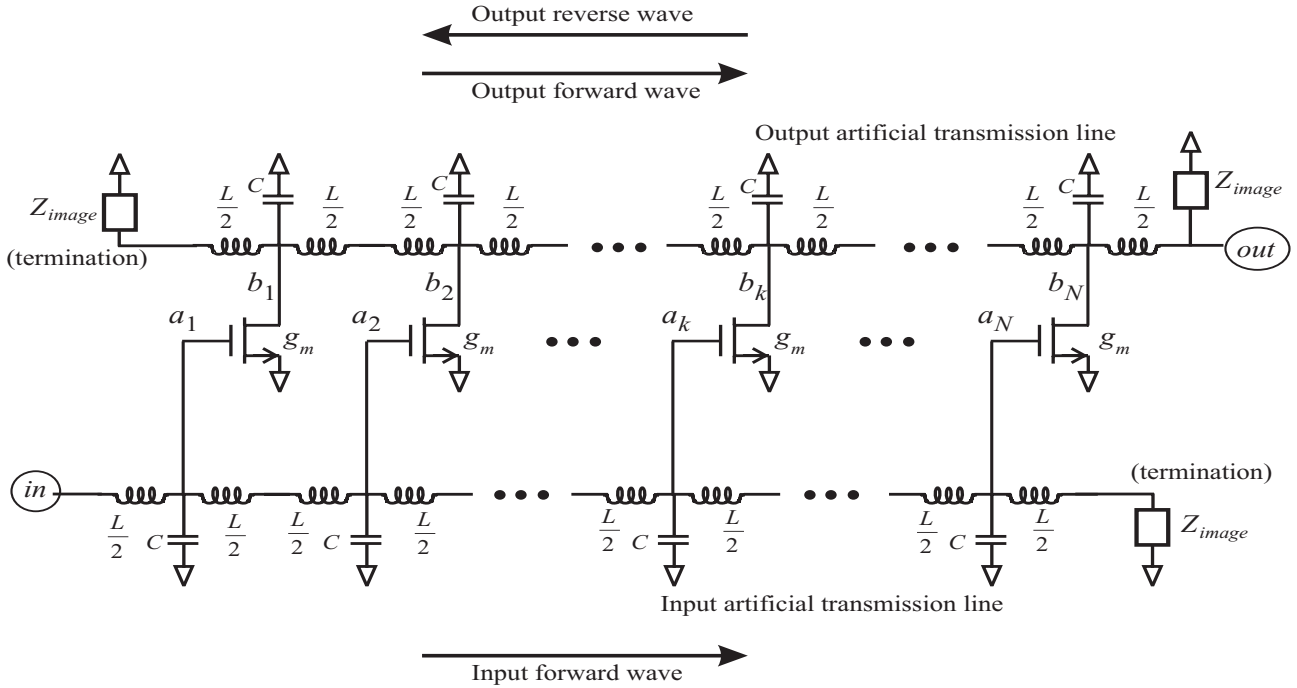 Output reverse wave
Output forward wave
Output artificial transmission line
Z_image
(termination)
L/2
C
L/2
L/2
C
L/2
L/2
C
L/2
L/2
C
L/2
Z_image
out
b_1
b_2
b_k
b_N
a_1
g_m
a_2
g_m
a_k
g_m
a_N
g_m
in
(termination)
L/2
C
L/2
L/2
C
L/2
L/2
C
L/2
L/2
C
L/2
Z_image
Input artificial transmission line
Input forward wave